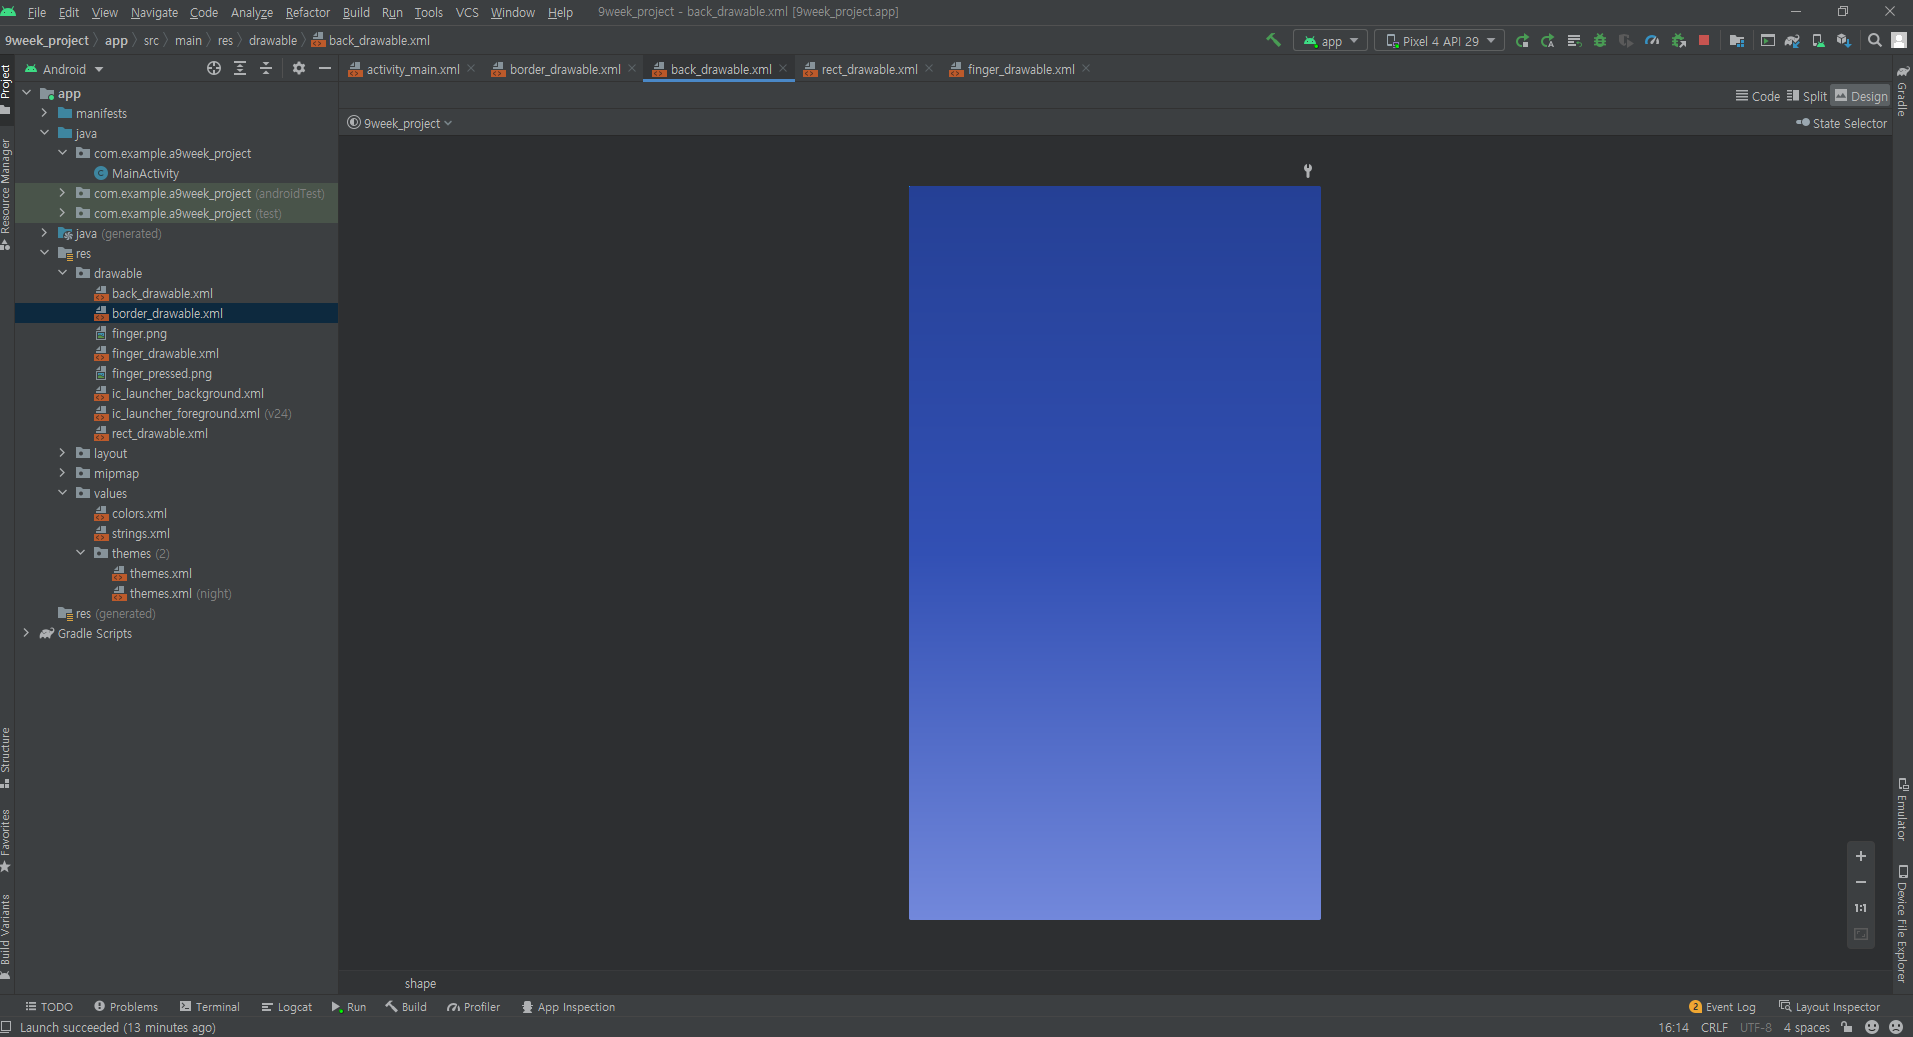 File Edit View Navigate Code Analyze Refactor Build Run Tools VCS Window Help 9week_project - back_drawable.xml [9week_project.app]
9week_project app src main res drawable back_drawable.xml app Pixel 4 API 29
Android
activity_main.xml border_drawable.xml back_drawable.xml rect_drawable.xml finger_drawable.xml
Code Split Design
9week_project State Selector
app
manifests
java
com.example.a9week_project
MainActivity
com.example.a9week_project (androidTest)
com.example.a9week_project (test)
java (generated)
res
drawable
back_drawable.xml
border_drawable.xml
finger.png
finger_drawable.xml
finger_pressed.png
ic_launcher_background.xml
ic_launcher_foreground.xml (v24)
rect_drawable.xml
layout
mipmap
values
colors.xml
strings.xml
themes (2)
themes.xml
themes.xml (night)
res (generated)
Gradle Scripts
Project
Resource Manager
Structure
Favorites
Build Variants
Gradle
Emulator
Device File Explorer
1:1
shape
TODO Problems Terminal Logcat Run Build Profiler App Inspection 2 Event Log Layout Inspector
Launch succeeded (13 minutes ago) 16:14 CRLF UTF-8 4 spaces